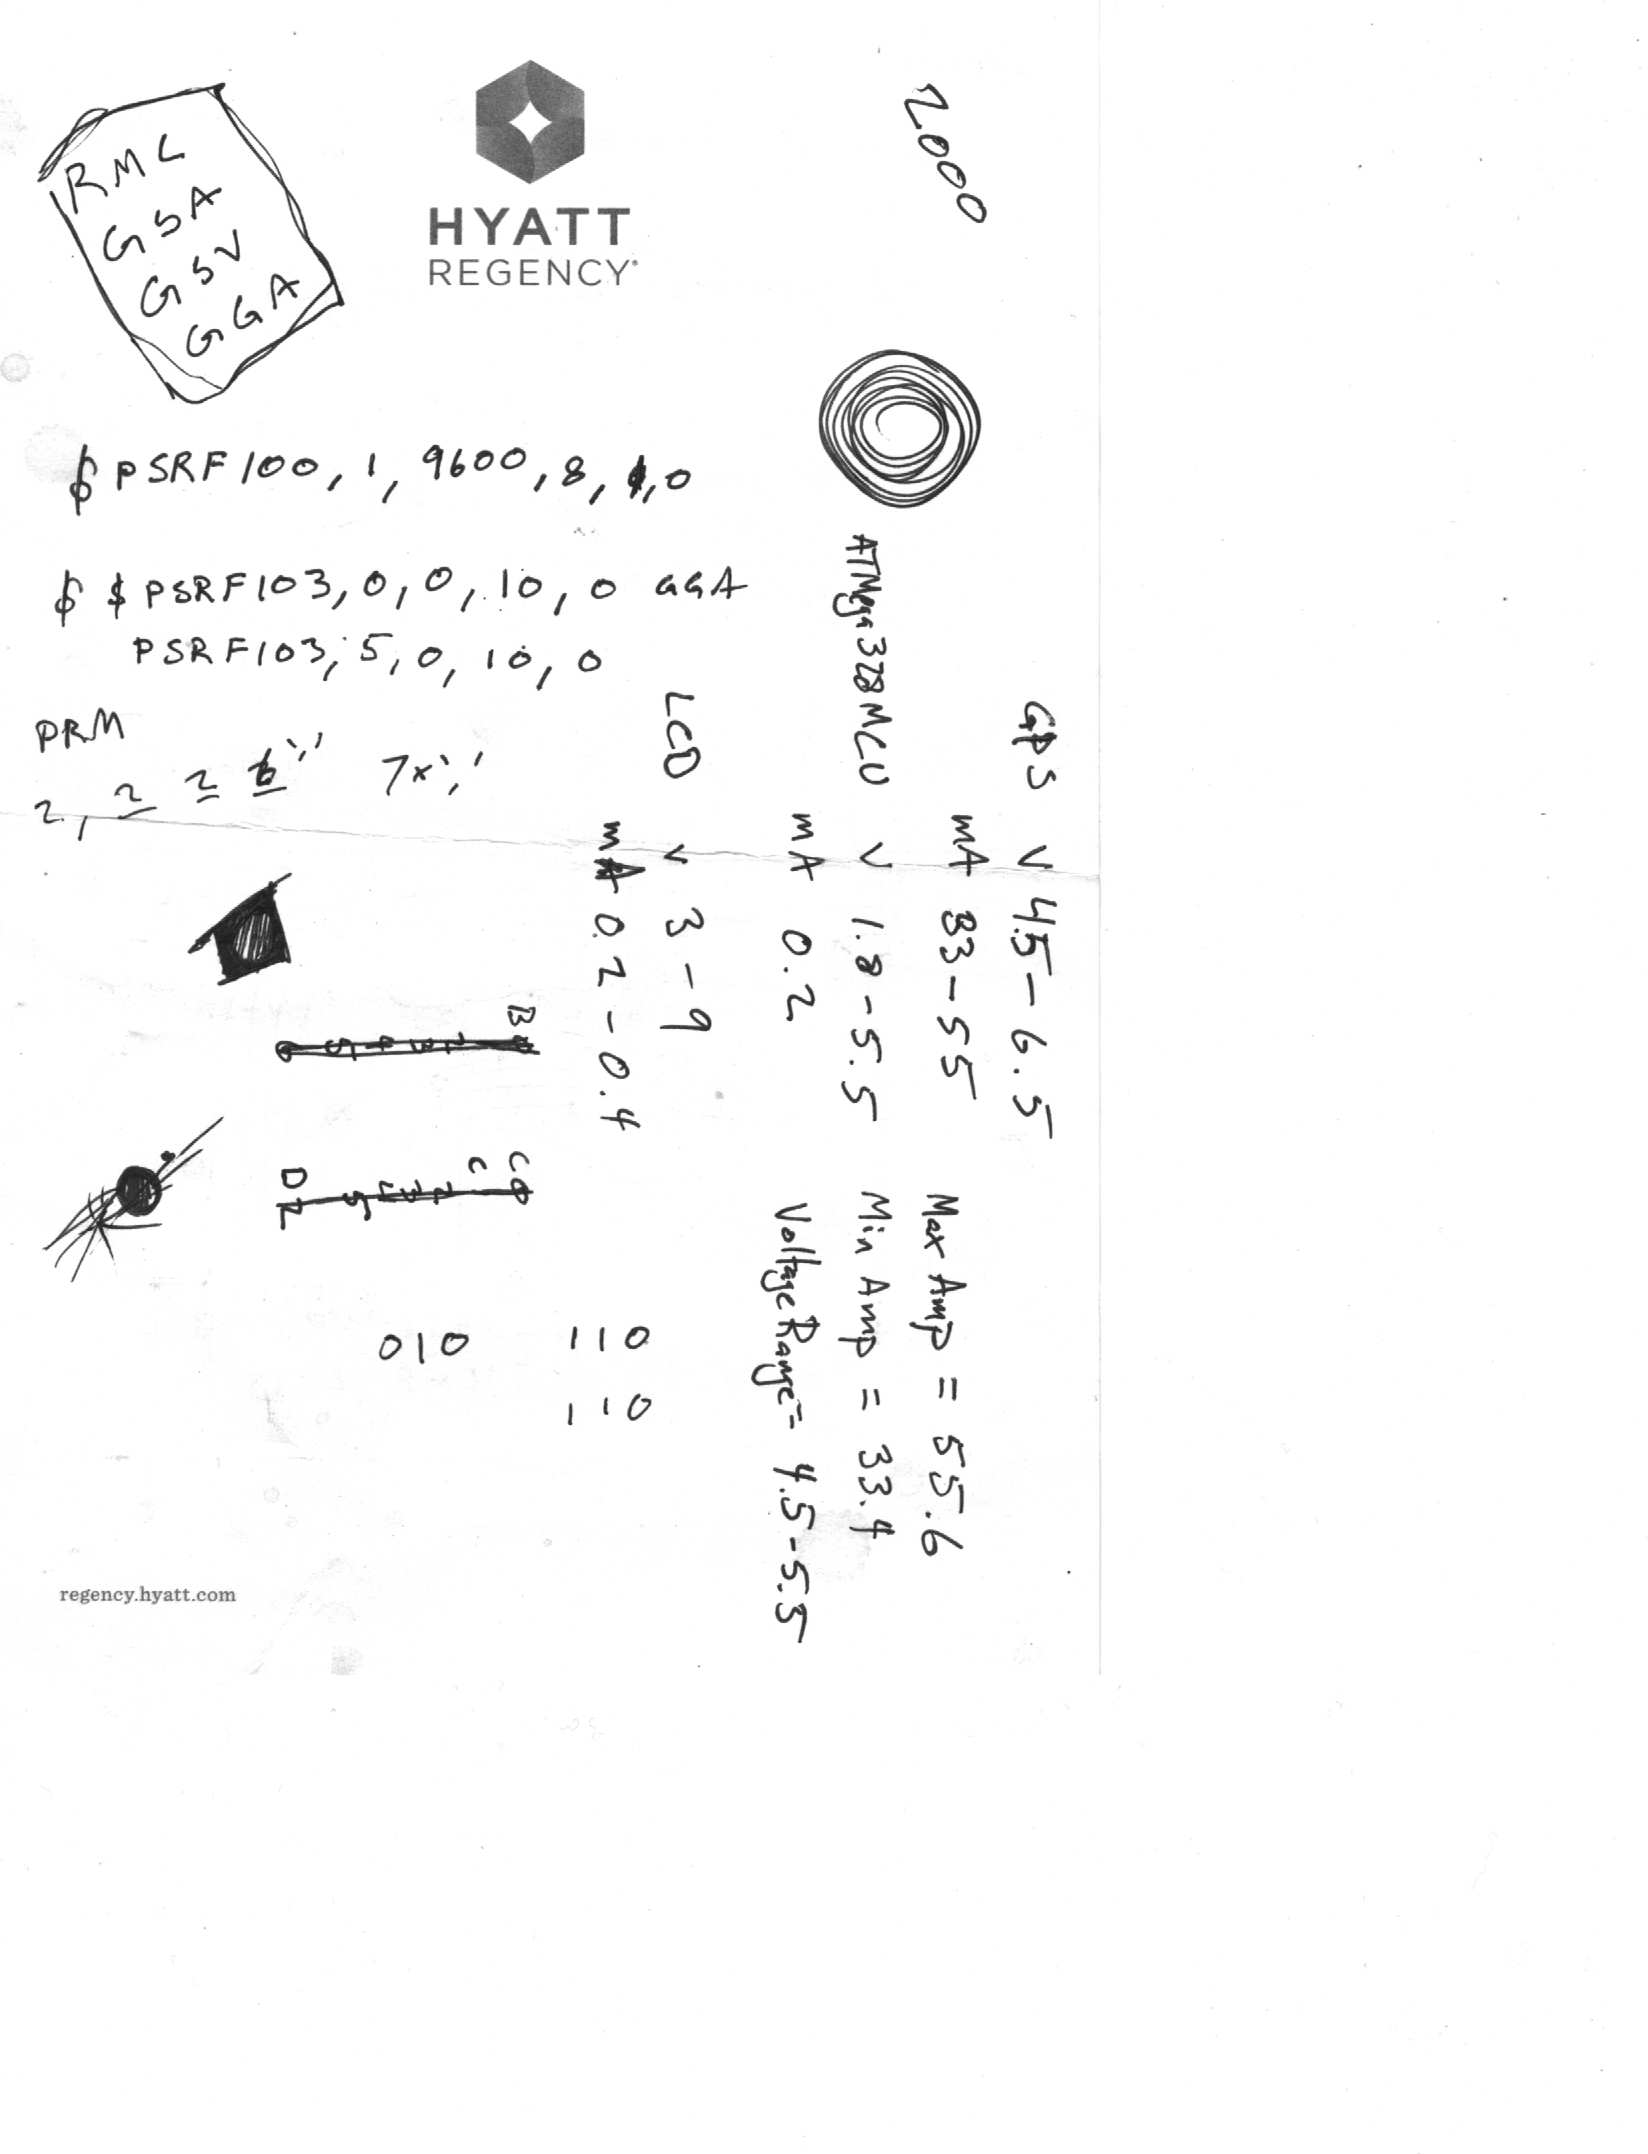 RMC
GSA
GSV
GGA
HYATT
REGENCY
2000
$PSRF100,1,9600,8,1,0
$ $PSRF103,0,0,10,0 GGA
PSRF103,5,0,10,0
PRM
2, 2 2
GPS V 4.5-6.5
mA 33-55
ATMega328 MCU V 1.8-5.5
mA 0.2
LCD V 3-9
mA 0.2-0.4
Max Amp = 55.6
Min Amp = 33.4
Voltage Range = 4.5-5.5
010 110
110
regency.hyatt.com